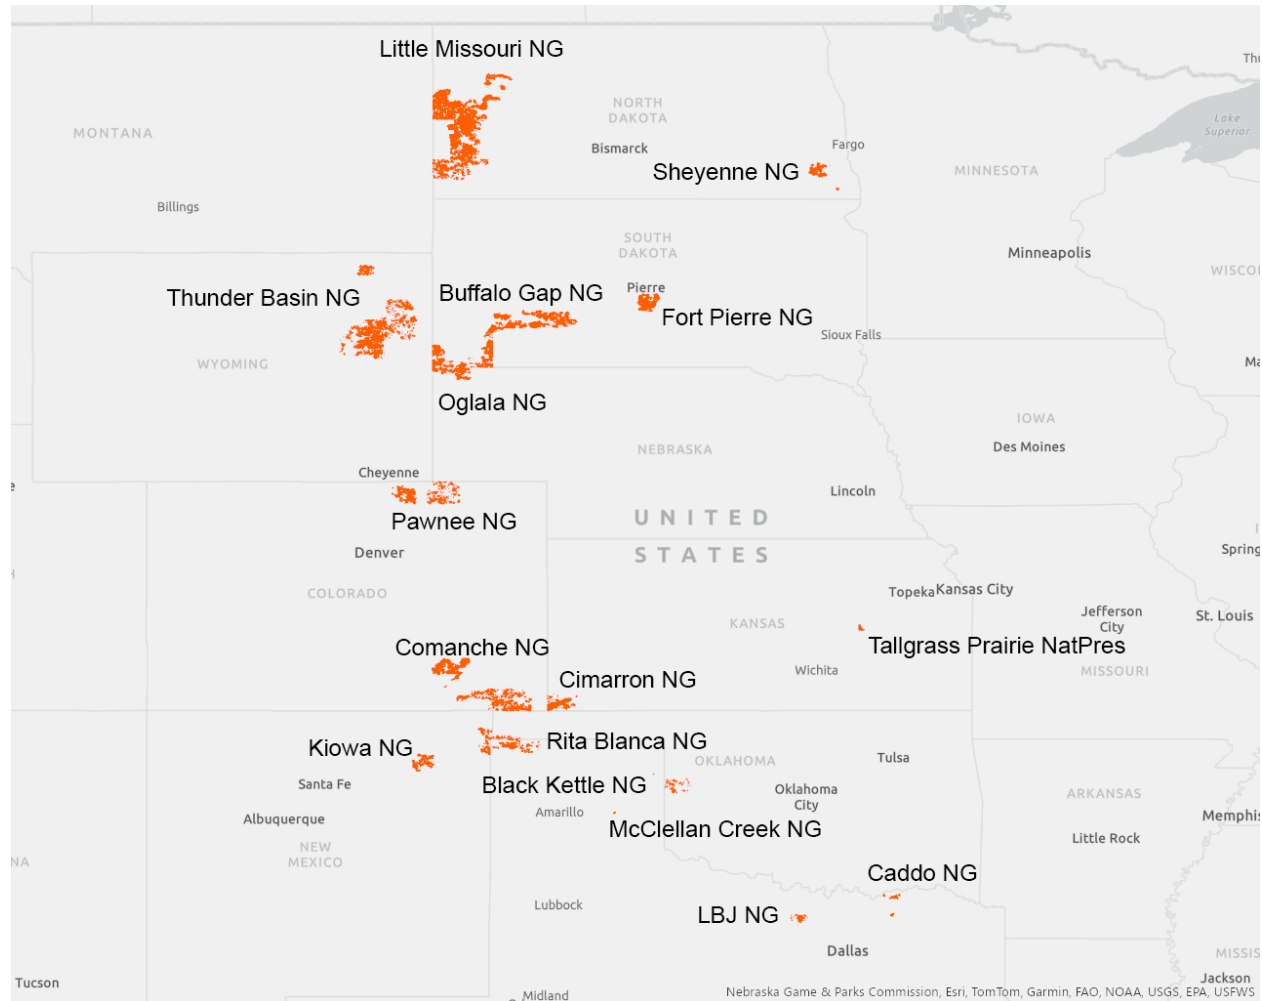 Little Missouri NG
NORTH
DAKOTA
MONTANA
Bismarck
Fargo
Lake
Superior
Sheyenne NG
MINNESOTA
Billings
SOUTH
DAKOTA
Minneapolis
Thunder Basin NG
Buffalo Gap NG
Pierre
Fort Pierre NG
Sioux Falls
WYOMING
Oglala NG
IOWA
NEBRASKA
Des Moines
Cheyenne
Lincoln
Pawnee NG
UNITED
STATES
Denver
COLORADO
Topeka
Kansas City
Jefferson
City
St. Louis
KANSAS
Comanche NG
Tallgrass Prairie NatPres
Wichita
MISSOURI
Cimarron NG
Kiowa NG
Rita Blanca NG
OKLAHOMA
Tulsa
Santa Fe
Black Kettle NG
Oklahoma
City
ARKANSAS
Albuquerque
Amarillo
McClellan Creek NG
Memphis
Little Rock
NEW
MEXICO
Caddo NG
Lubbock
LBJ NG
Dallas
MISSIS
Tucson
Jackson
Midland
Nebraska Game & Parks Commission, Esri, TomTom, Garmin, FAO, NOAA, USGS, EPA, USFWS